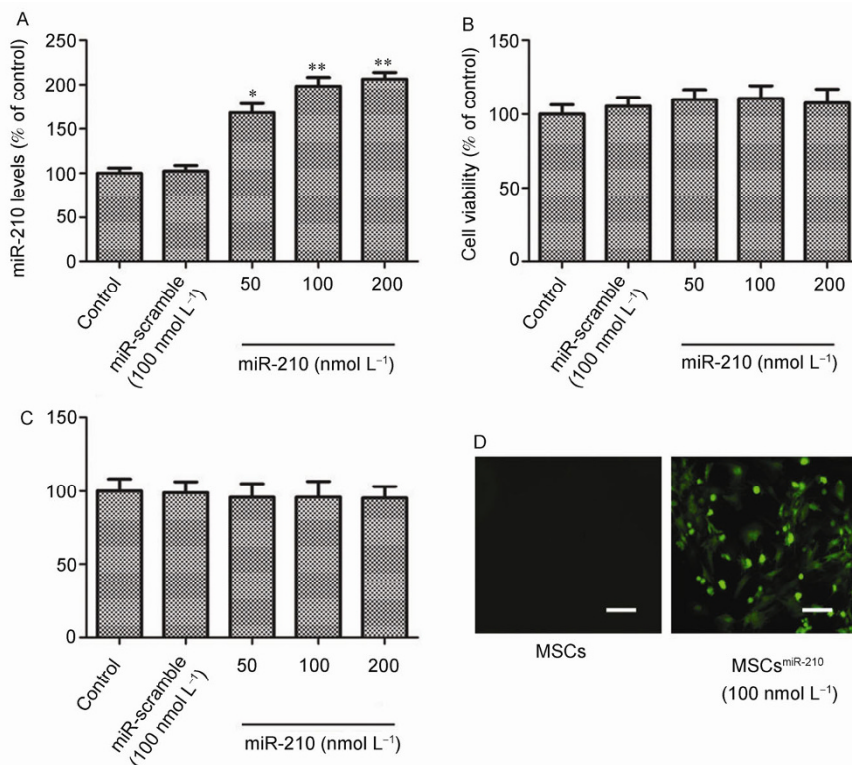 A
miR-210 levels (% of control)
250
200
150
100
50
0
*
**
**
Control
miR-scramble
(100 nmol L⁻¹)
50 100 200
miR-210 (nmol L⁻¹)
B
Cell viability (% of control)
150
100
50
0
Control
miR-scramble
(100 nmol L⁻¹)
50 100 200
miR-210 (nmol L⁻¹)
C
150
100
50
0
Control
miR-scramble
(100 nmol L⁻¹)
50 100 200
miR-210 (nmol L⁻¹)
D
MSCs
MSCsᵐⁱᴿ⁻²¹⁰
(100 nmol L⁻¹)